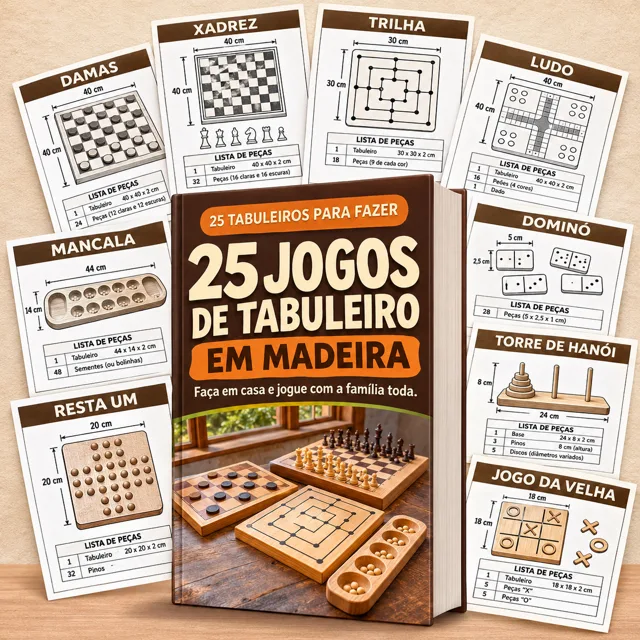 DAMAS
40 cm
40 cm
LISTA DE PEÇAS
1 Tabuleiro 40 x 40 x 2 cm
24 Peças (12 claras e 12 escuras)
XADREZ
40 cm
40 cm
LISTA DE PEÇAS
1 Tabuleiro 40 x 40 x 2 cm
32 Peças (16 claras e 16 escuras)
TRILHA
30 cm
LISTA DE PEÇAS
1 Tabuleiro 30 x 30 x 2 cm
18 Peças (9 de cada cor)
LUDO
40 cm
40 cm
LISTA DE PEÇAS
1 Tabuleiro 40 x 40 x 2 cm
16 Peões (4 cores)
1 Dado
MANCALA
44 cm
14 cm
LISTA DE PEÇAS
1 Tabuleiro 44 x 14 x 2 cm
48 Sementes (ou bolinhas)
25 TABULEIROS PARA FAZER
25 JOGOS
DE TABULEIRO
EM MADEIRA
Faça em casa e jogue com a família toda.
DOMINÓ
5 cm
2,5 cm
LISTA DE PEÇAS
28 Peças (5 x 2,5 x 1 cm)
TORRE DE HANÓI
8 cm
24 cm
LISTA DE PEÇAS
1 Base 24 x 8 x 2 cm
3 Pinos 8 cm (altura)
5 Discos (diâmetros variados)
RESTA UM
20 cm
20 cm
LISTA DE PEÇAS
1 Tabuleiro 20 x 20 x 2 cm
32 Pinos
JOGO DA VELHA
18 cm
18 cm
LISTA DE PEÇAS
1 Tabuleiro 18 x 18 x 2 cm
5 Peças "X"
5 Peças "O"